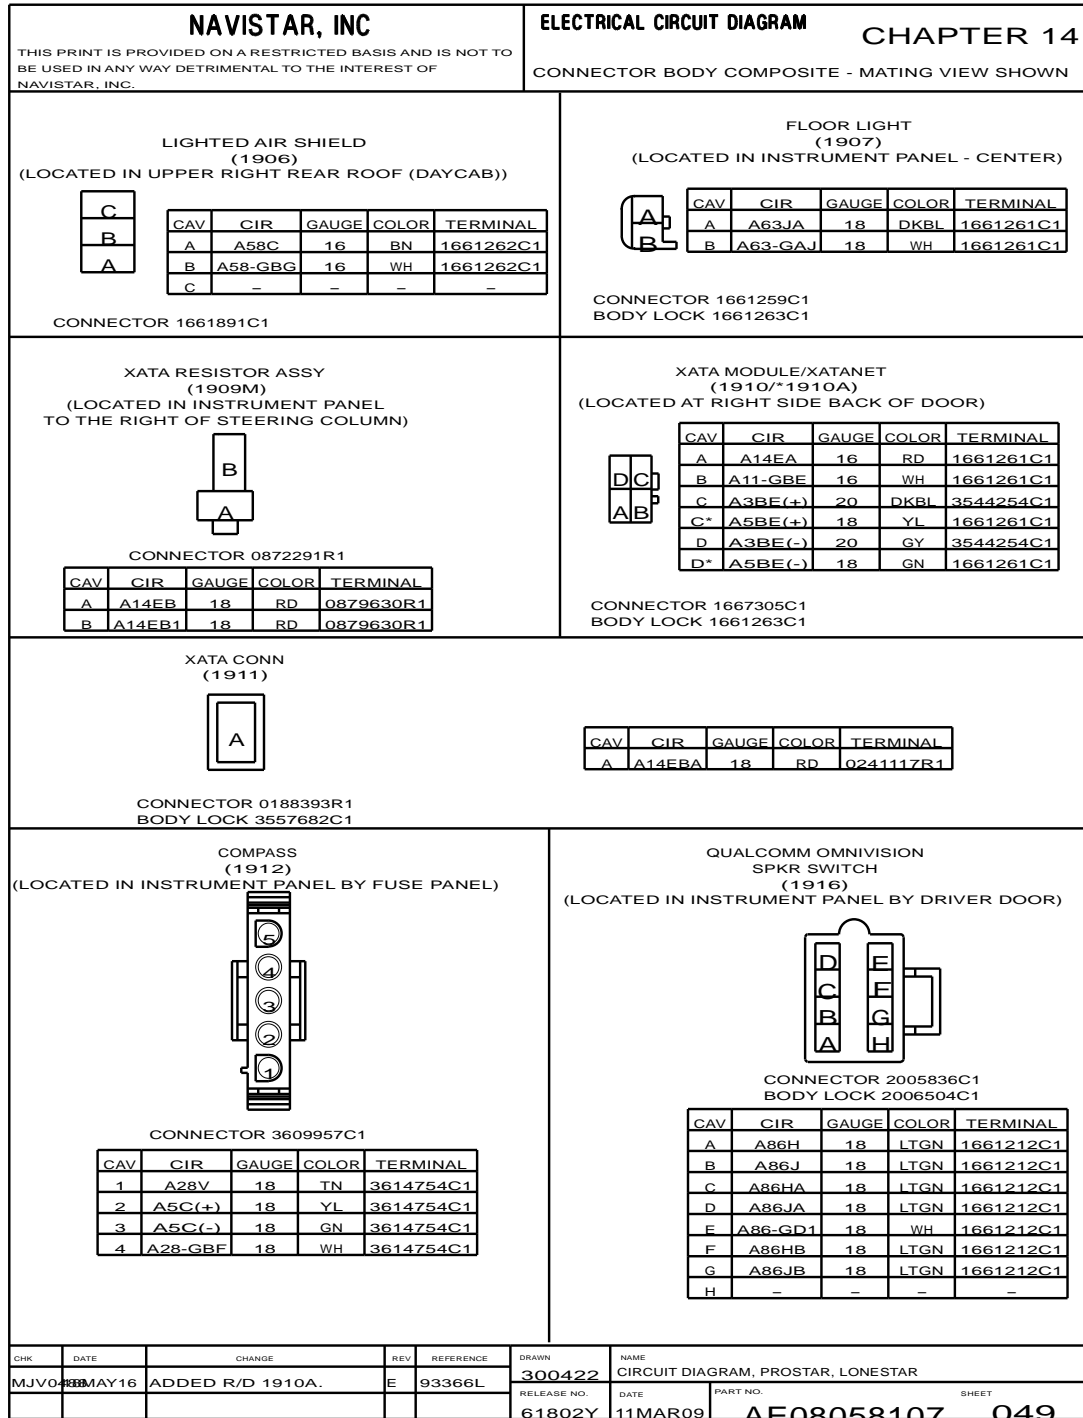 NAVISTAR, INC
THIS PRINT IS PROVIDED ON A RESTRICTED BASIS AND IS NOT TO
BE USED IN ANY WAY DETRIMENTAL TO THE INTEREST OF
NAVISTAR, INC.
ELECTRICAL CIRCUIT DIAGRAM
CHAPTER 14
CONNECTOR BODY COMPOSITE - MATING VIEW SHOWN
LIGHTED AIR SHIELD
(1906)
(LOCATED IN UPPER RIGHT REAR ROOF (DAYCAB))
C
B
A
CAV CIR GAUGE COLOR TERMINAL
A A58C 16 BN 1661262C1
B A58-GBG 16 WH 1661262C1
C – – – –
CONNECTOR 1661891C1
FLOOR LIGHT
(1907)
(LOCATED IN INSTRUMENT PANEL - CENTER)
A
B
CAV CIR GAUGE COLOR TERMINAL
A A63JA 18 DKBL 1661261C1
B A63-GAJ 18 WH 1661261C1
CONNECTOR 1661259C1
BODY LOCK 1661263C1
XATA RESISTOR ASSY
(1909M)
(LOCATED IN INSTRUMENT PANEL
TO THE RIGHT OF STEERING COLUMN)
B
A
CONNECTOR 0872291R1
CAV CIR GAUGE COLOR TERMINAL
A A14EB 18 RD 0879630R1
B A14EB1 18 RD 0879630R1
XATA MODULE/XATANET
(1910/*1910A)
(LOCATED AT RIGHT SIDE BACK OF DOOR)
D C
A B
CAV CIR GAUGE COLOR TERMINAL
A A14EA 16 RD 1661261C1
B A11-GBE 16 WH 1661261C1
C A3BE(+) 20 DKBL 3544254C1
C* A5BE(+) 18 YL 1661261C1
D A3BE(-) 20 GY 3544254C1
D* A5BE(-) 18 GN 1661261C1
CONNECTOR 1667305C1
BODY LOCK 1661263C1
XATA CONN
(1911)
A
CONNECTOR 0188393R1
BODY LOCK 3557682C1
CAV CIR GAUGE COLOR TERMINAL
A A14EBA 18 RD 0241117R1
COMPASS
(1912)
(LOCATED IN INSTRUMENT PANEL BY FUSE PANEL)
5
4
3
2
1
CONNECTOR 3609957C1
CAV CIR GAUGE COLOR TERMINAL
1 A28V 18 TN 3614754C1
2 A5C(+) 18 YL 3614754C1
3 A5C(-) 18 GN 3614754C1
4 A28-GBF 18 WH 3614754C1
QUALCOMM OMNIVISION
SPKR SWITCH
(1916)
(LOCATED IN INSTRUMENT PANEL BY DRIVER DOOR)
D E
C F
B G
A H
CONNECTOR 2005836C1
BODY LOCK 2006504C1
CAV CIR GAUGE COLOR TERMINAL
A A86H 18 LTGN 1661212C1
B A86J 18 LTGN 1661212C1
C A86HA 18 LTGN 1661212C1
D A86JA 18 LTGN 1661212C1
E A86-GD1 18 WH 1661212C1
F A86HB 18 LTGN 1661212C1
G A86JB 18 LTGN 1661212C1
H – – – –
CHK DATE CHANGE REV REFERENCE
ADDED R/D 1910A. E 93366L
DRAWN
300422
NAME
CIRCUIT DIAGRAM, PROSTAR, LONESTAR
RELEASE NO.
61802Y
DATE
11MAR09
PART NO.
AE08058107
SHEET
049